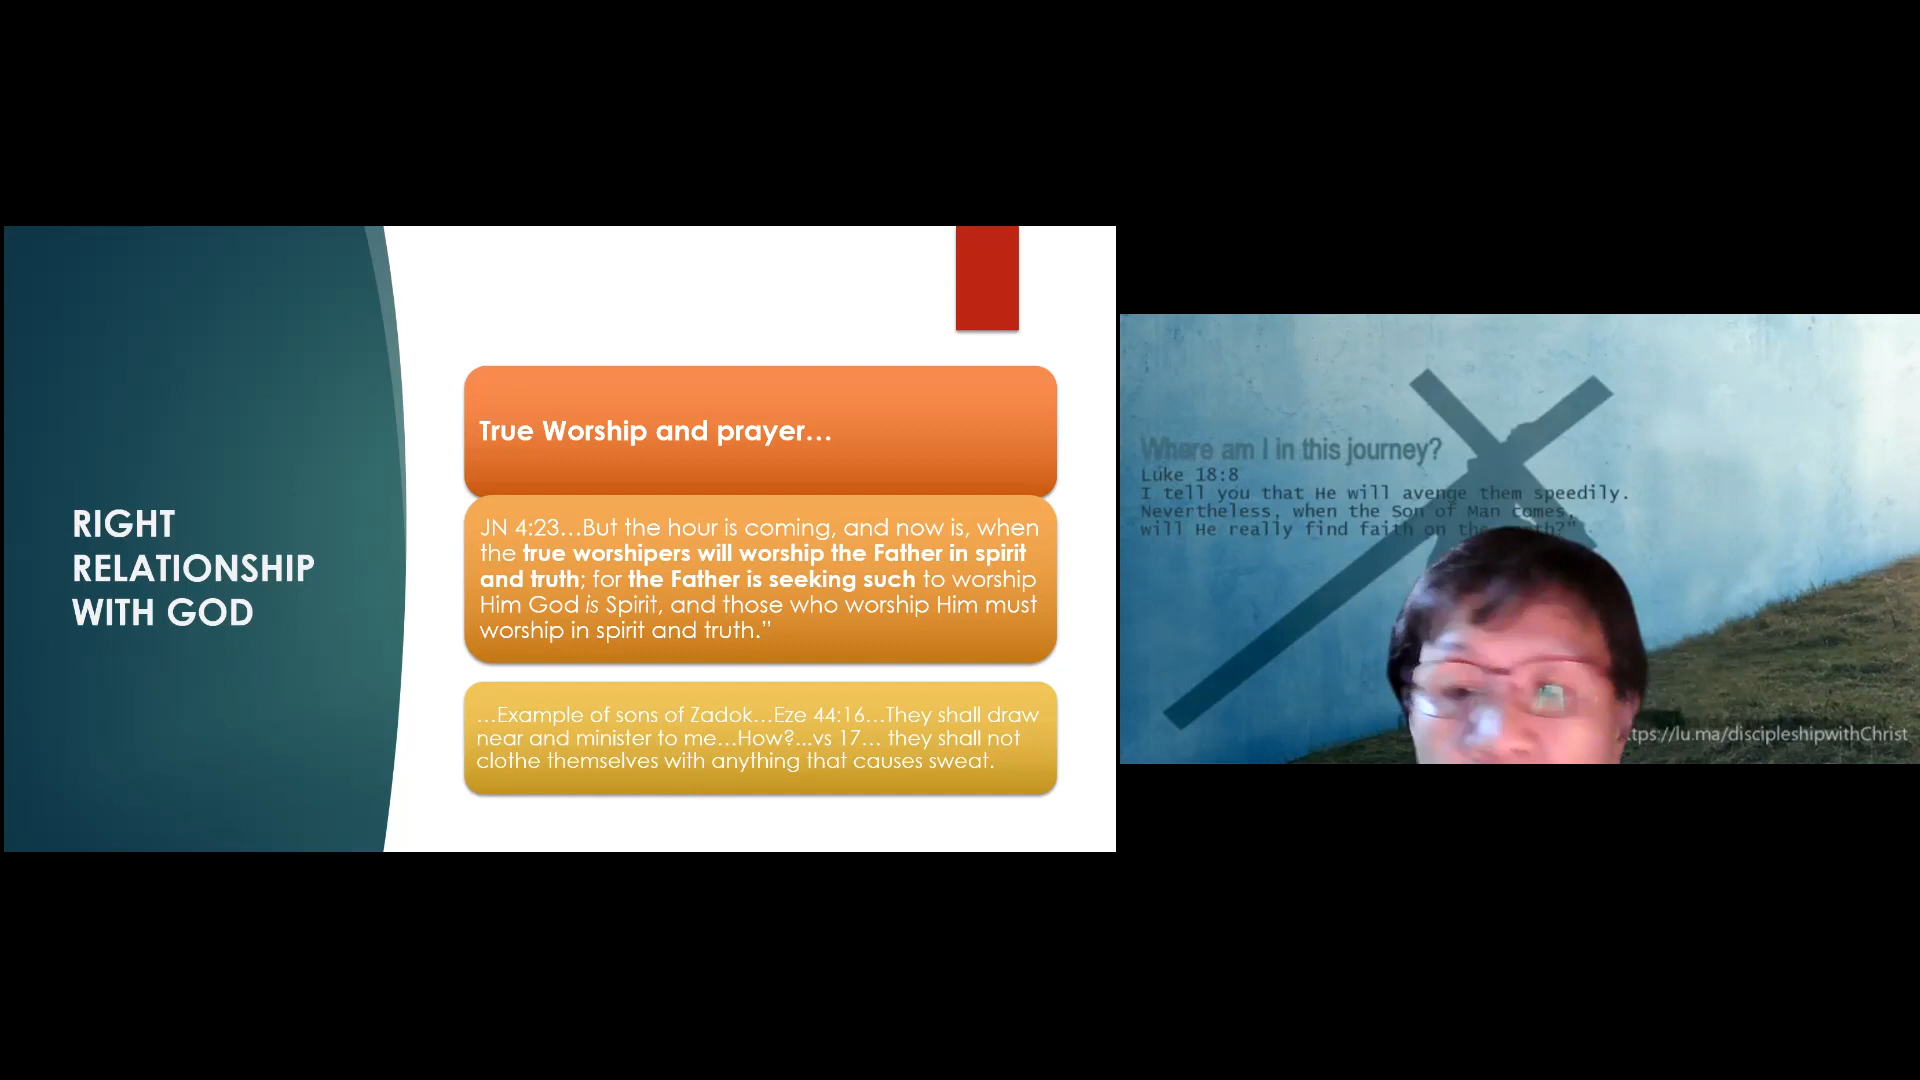 RIGHT
RELATIONSHIP
WITH GOD
True Worship and prayer…
JN 4:23…But the hour is coming, and now is, when
the true worshipers will worship the Father in spirit
and truth; for the Father is seeking such to worship
Him God is Spirit, and those who worship Him must
worship in spirit and truth.”
…Example of sons of Zadok…Eze 44:16…They shall draw
near and minister to me…How?...vs 17… they shall not
clothe themselves with anything that causes sweat.
Where am I in this journey?
Luke 18:8
I tell you that He will avenge them speedily.
Nevertheless, when the Son of Man comes,
will He really find faith on the
tps://lu.ma/discipleshipwithChrist